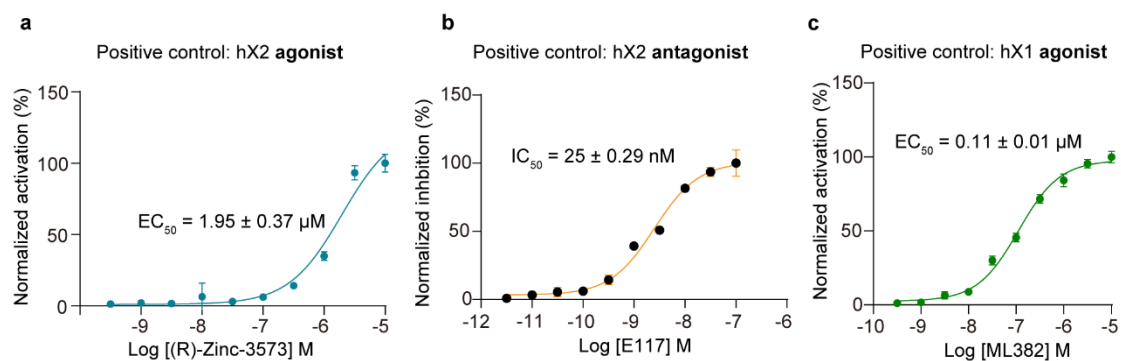 a
Positive control: hX2 agonist
Normalized activation (%)
150
100
50
0
EC50 = 1.95 ± 0.37 µM
-9 -8 -7 -6 -5
Log [(R)-Zinc-3573] M
b
Positive control: hX2 antagonist
Normalized inhbition (%)
150
100
50
0
IC50 = 25 ± 0.29 nM
-12 -11 -10 -9 -8 -7 -6
Log [E117] M
c
Positive control: hX1 agonist
Normalized activation (%)
150
100
50
0
EC50 = 0.11 ± 0.01 µM
-10 -9 -8 -7 -6 -5
Log [ML382] M